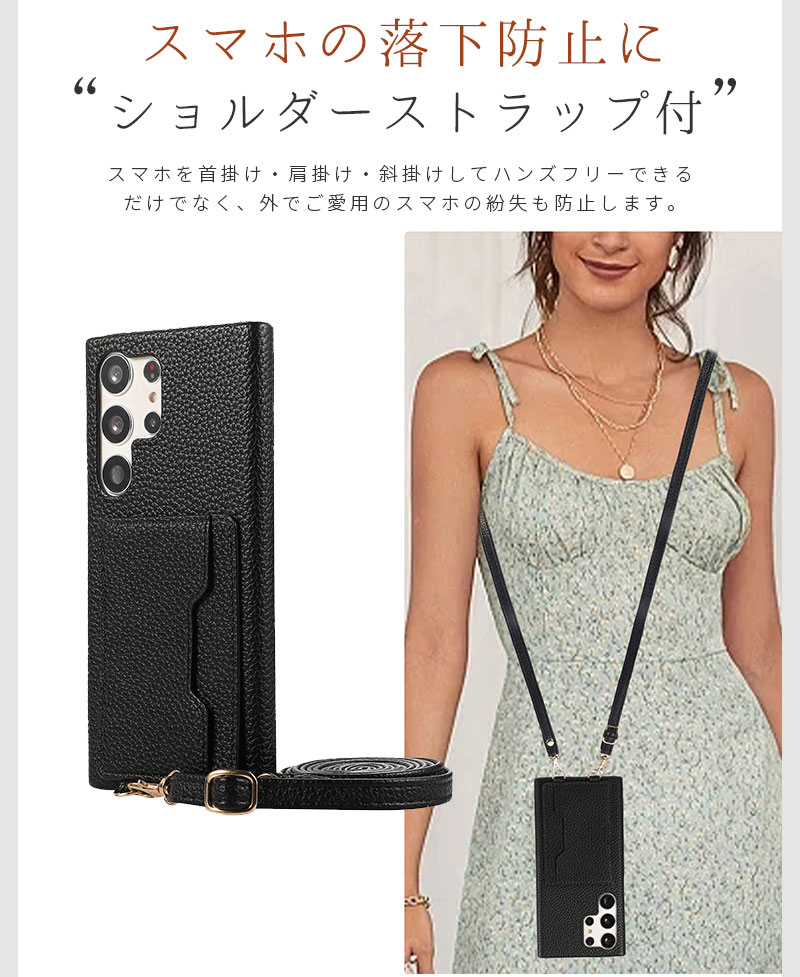 スマホの落下防止に
“ショルダーストラップ付”
スマホを首掛け・肩掛け・斜掛けしてハンズフリーできる
だけでなく、外でご愛用のスマホの紛失も防止します。